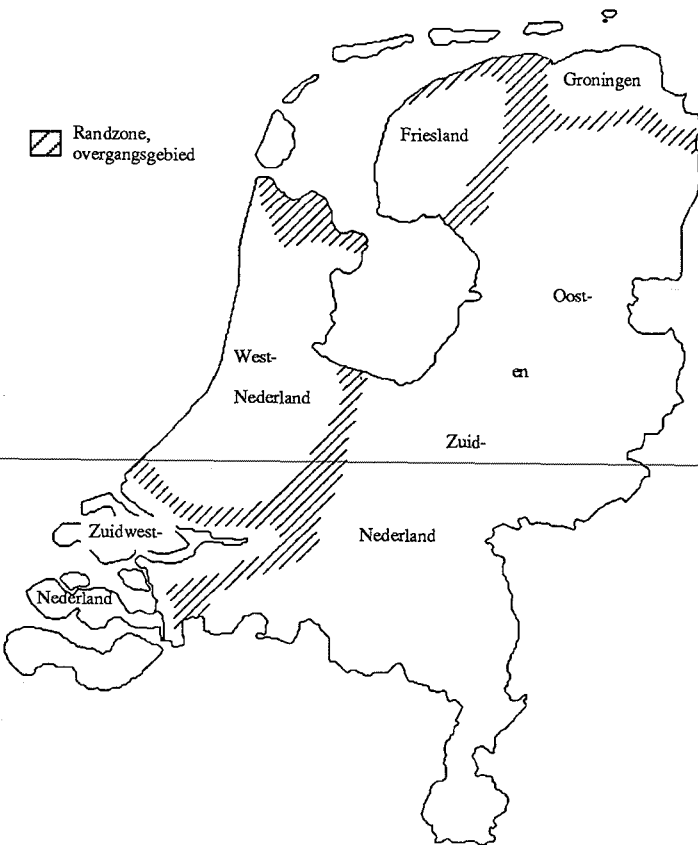 Groningen
Randzone,
overgangsgebied
Friesland
Oost-
West-
Nederland
en
Zuid-
Zuidwest-
Nederland
Nederland